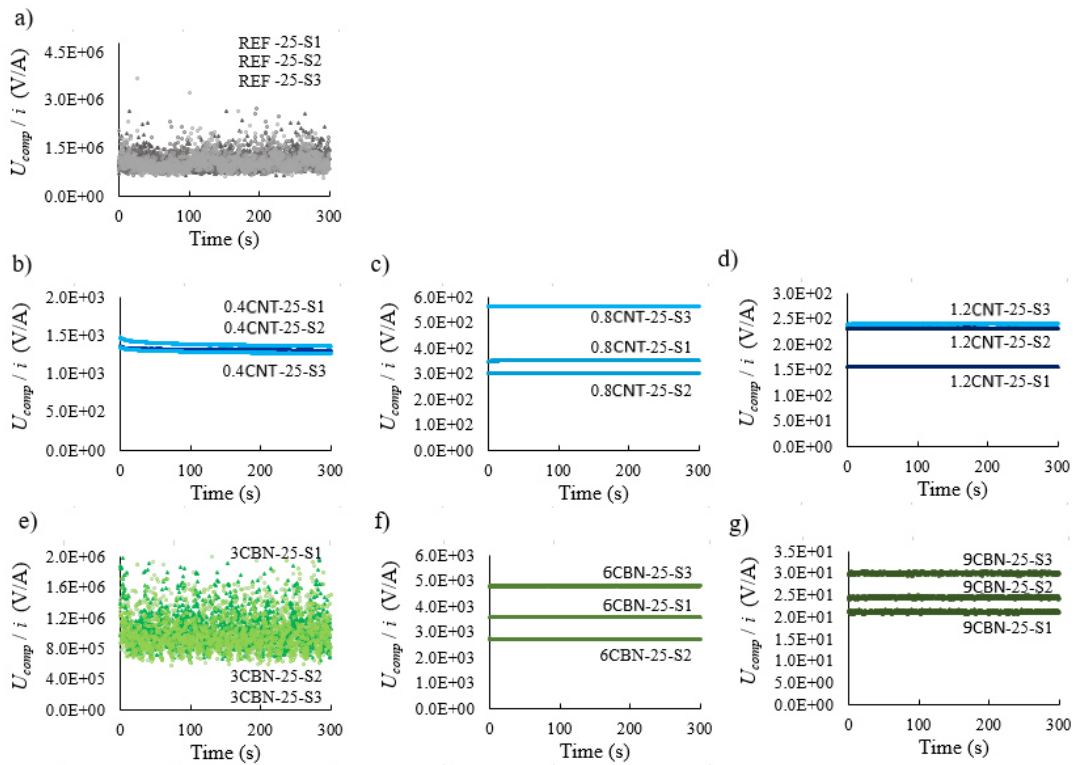 a)
4.5E+06
3.0E+06
1.5E+06
0.0E+00
U_comp / i (V/A)
REF -25-S1
REF -25-S2
REF -25-S3
0 100 200 300
Time (s)
b)
2.0E+03
1.5E+03
1.0E+03
5.0E+02
0.0E+00
U_comp / i (V/A)
0.4CNT-25-S1
0.4CNT-25-S2
0.4CNT-25-S3
0 100 200 300
Time (s)
c)
6.0E+02
5.0E+02
4.0E+02
3.0E+02
2.0E+02
1.0E+02
0.0E+00
U_comp / i (V/A)
0.8CNT-25-S3
0.8CNT-25-S1
0.8CNT-25-S2
0 100 200 300
Time (s)
d)
3.0E+02
2.5E+02
2.0E+02
1.5E+02
1.0E+02
5.0E+01
0.0E+00
U_comp / i (V/A)
1.2CNT-25-S3
1.2CNT-25-S2
1.2CNT-25-S1
0 100 200 300
Time (s)
e)
2.0E+06
1.6E+06
1.2E+06
8.0E+05
4.0E+05
0.0E+00
U_comp / i (V/A)
3CBN-25-S1
3CBN-25-S2
3CBN-25-S3
0 100 200 300
Time (s)
f)
6.0E+03
5.0E+03
4.0E+03
3.0E+03
2.0E+03
1.0E+03
0.0E+00
U_comp / i (V/A)
6CBN-25-S3
6CBN-25-S1
6CBN-25-S2
0 100 200 300
Time (s)
g)
3.5E+01
3.0E+01
2.5E+01
2.0E+01
1.5E+01
1.0E+01
5.0E+00
0.0E+00
U_comp / i (V/A)
9CBN-25-S3
9CBN-25-S2
9CBN-25-S1
0 100 200 300
Time (s)